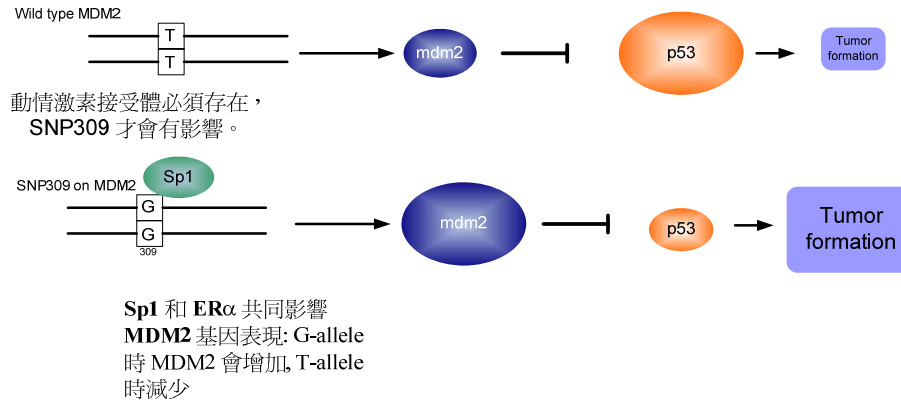 Wild type MDM2
T
T
mdm2
p53
Tumor
formation
動情激素接受體必須存在，
SNP309 才會有影響。
SNP309 on MDM2
Sp1
G
G
309
mdm2
p53
Tumor
formation
Sp1 和 ERα 共同影響
MDM2 基因表現: G-allele
時 MDM2 會增加, T-allele
時減少